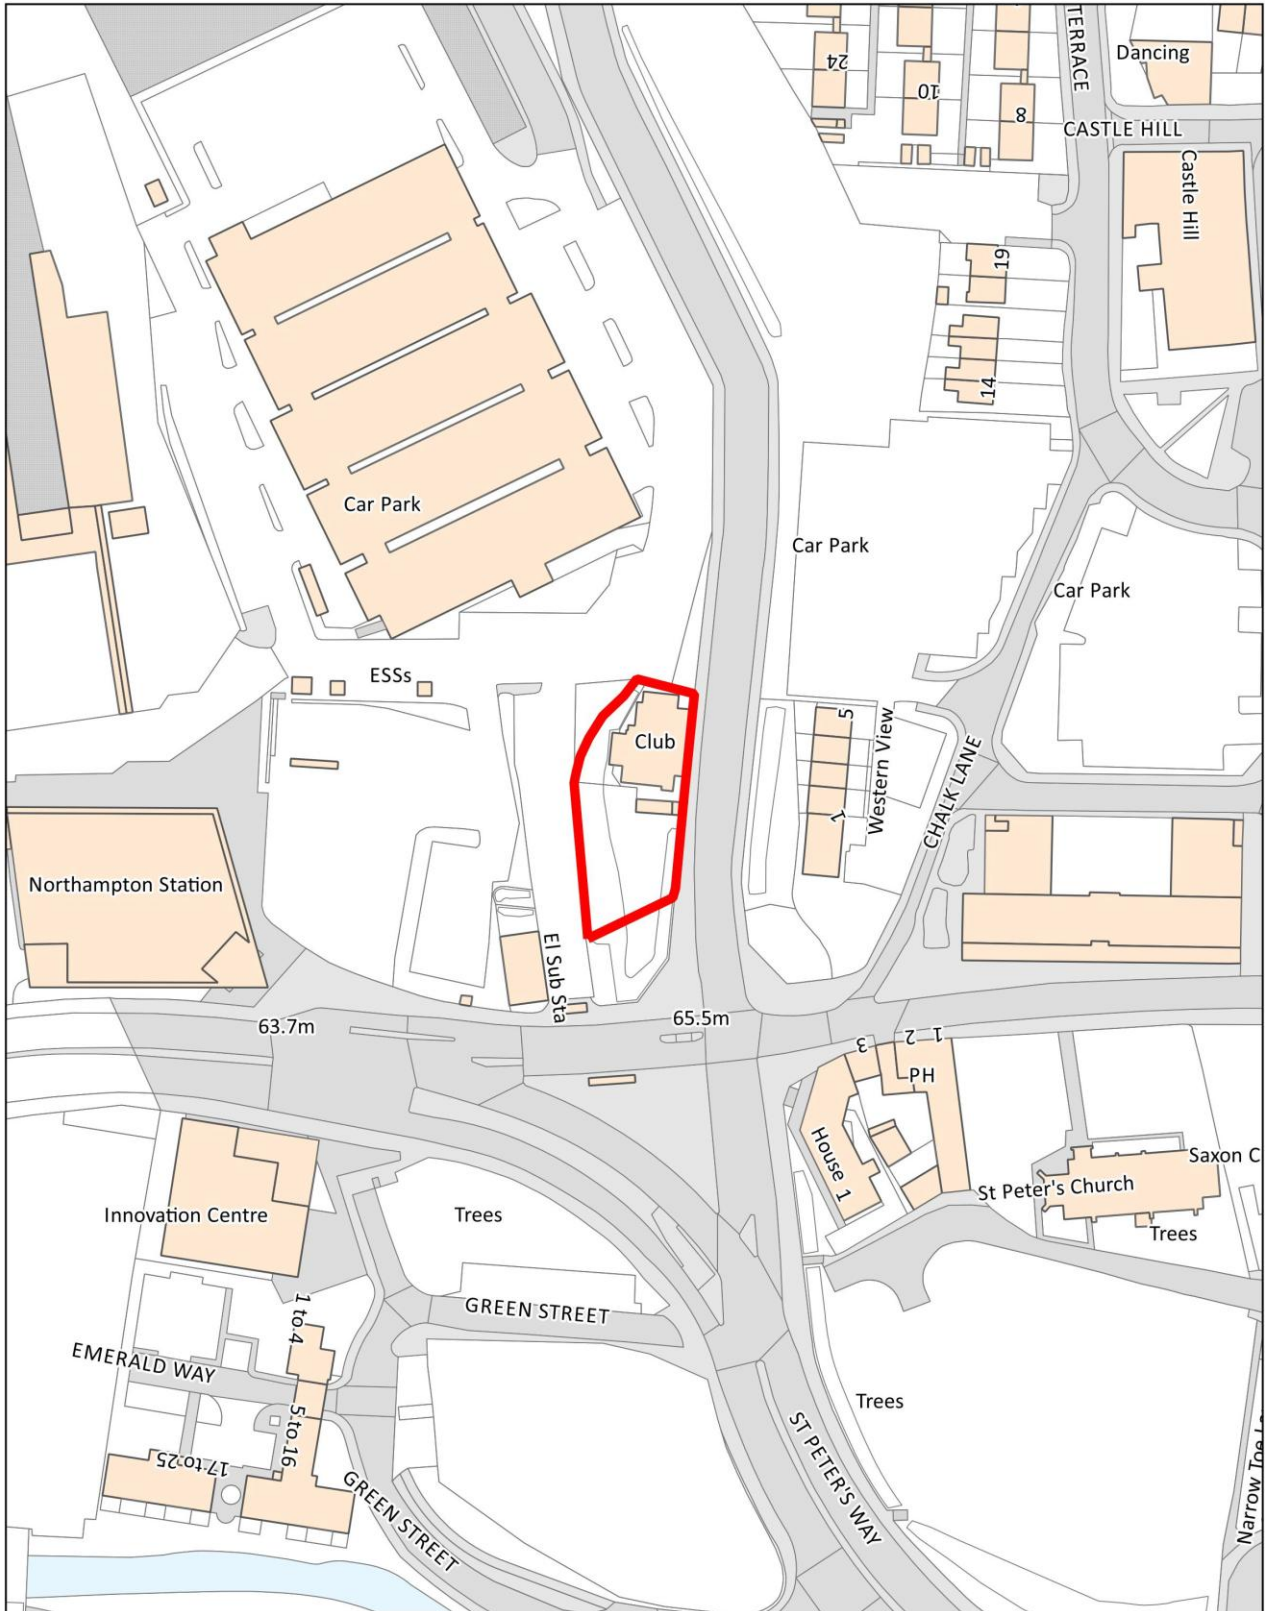 TERRACE
Dancing
24
10
8
CASTLE HILL
Castle Hill
19
14
Car Park
Car Park
Car Park
ESSs
Club
5
Western View
1
CHALK LANE
Northampton Station
El Sub Sta
63.7m
65.5m
3
2
1
PH
House 1
St Peter's Church
Saxon C
Trees
Innovation Centre
Trees
GREEN STREET
1 to 4
EMERALD WAY
5 to 16
17 to 25
GREEN STREET
ST PETER'S WAY
Trees
Narrow Toe